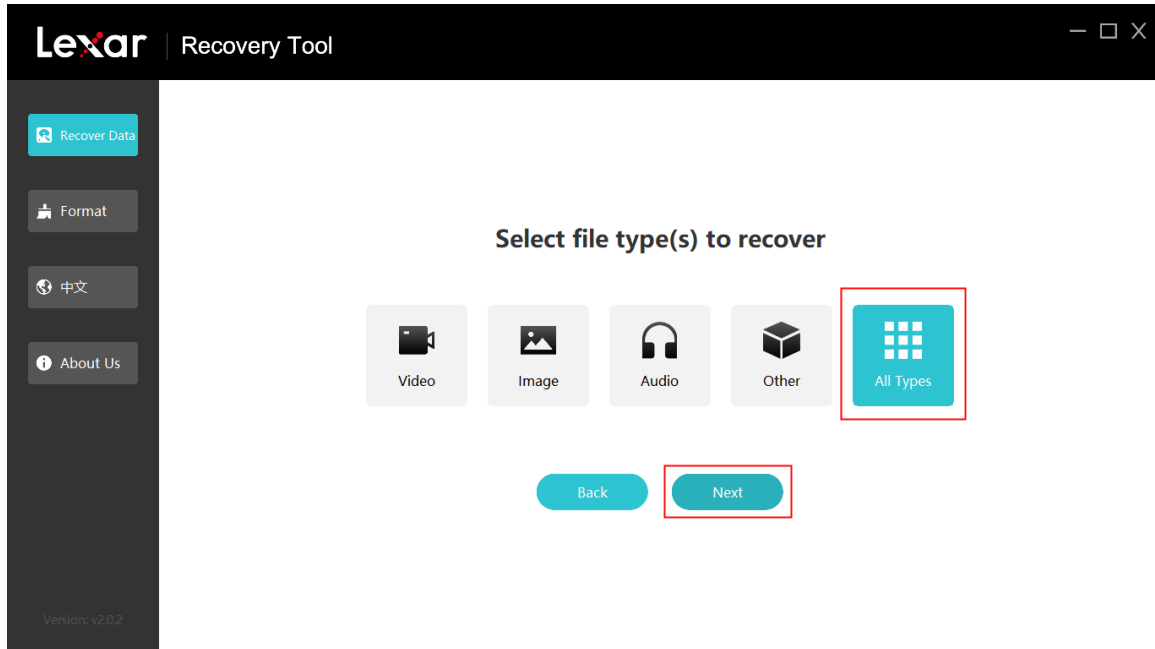 Lexar Recovery Tool
Recover Data
Format
中文
About Us
Version: v2.0.2
Select file type(s) to recover
Video
Image
Audio
Other
All Types
Back
Next